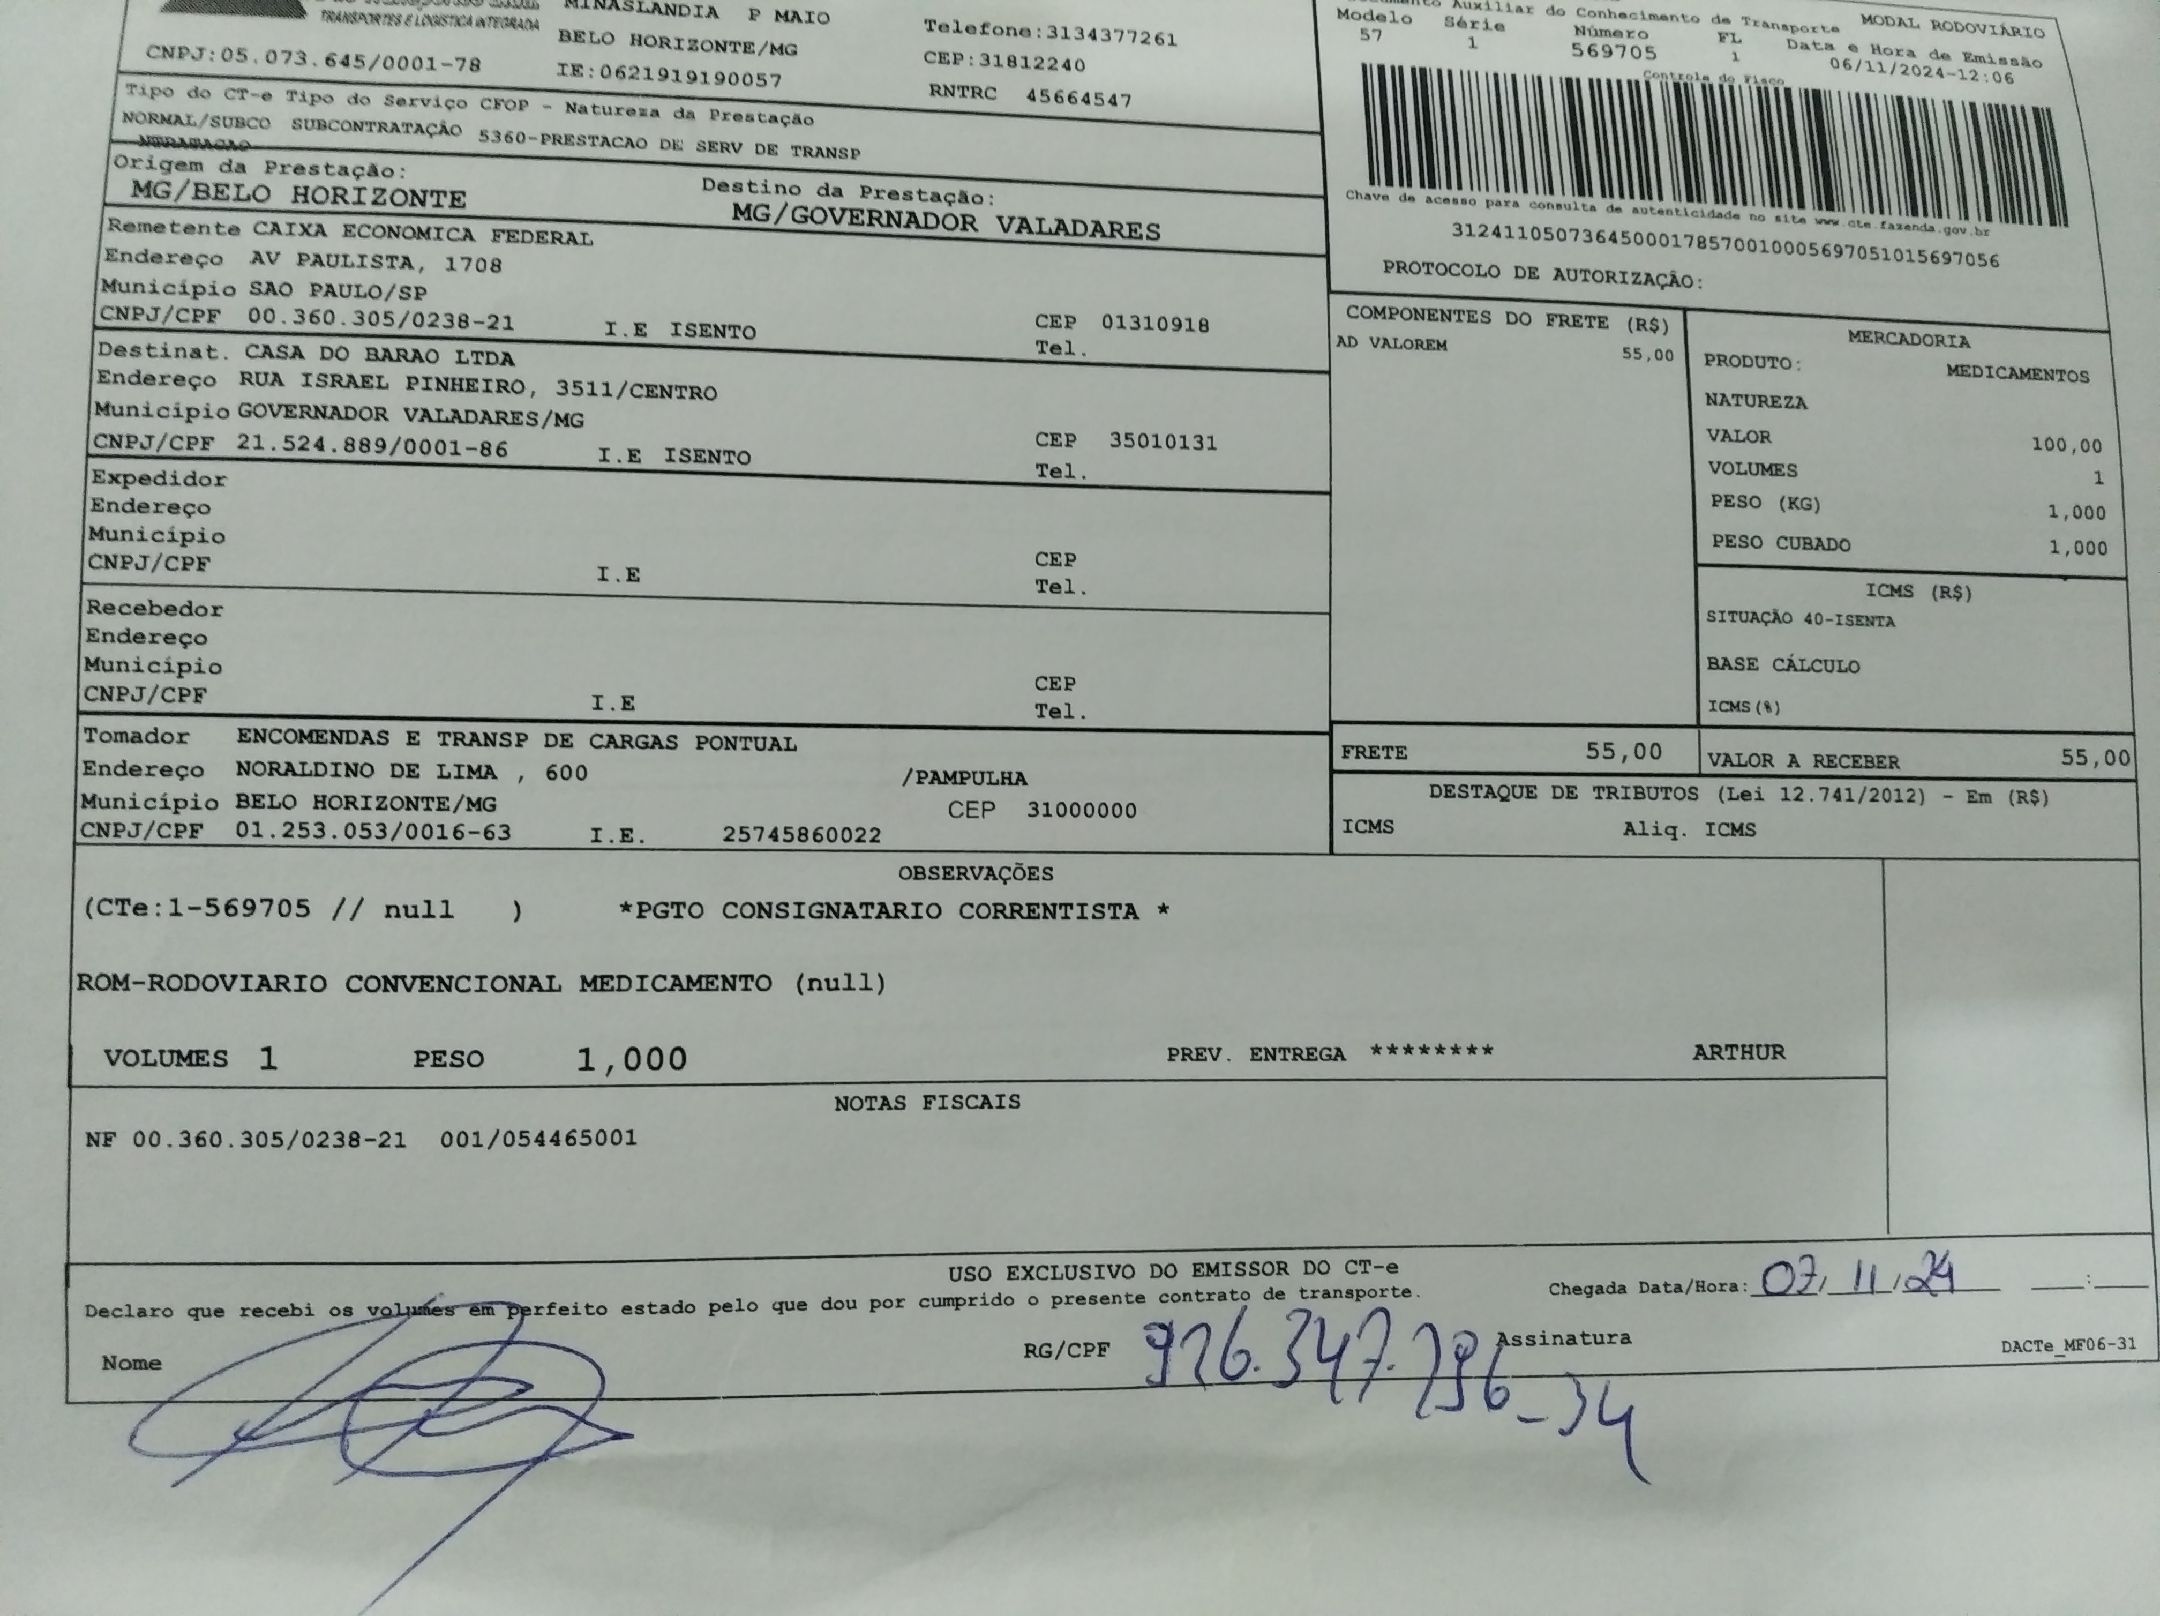 TRANSPORTES E LOGISTICA INTEGRADA
MINASLANDIA P MAIO
BELO HORIZONTE/MG
CNPJ:05.073.645/0001-78
IE:0621919190057
Telefone:3134377261
CEP:31812240
RNTRC 45664547
Auxiliar do Conhecimento de Transporte MODAL RODOVIÁRIO
Modelo Série Número FL Data e Hora de Emissão
57 1 569705 1 06/11/2024-12:06
Controle do Fisco
Tipo do CT-e Tipo do Serviço CFOP - Natureza da Prestação
NORMAL/SUBCO SUBCONTRATAÇÃO 5360-PRESTACAO DE SERV DE TRANSP
NTRATACAO
Origem da Prestação: Destino da Prestação:
MG/BELO HORIZONTE MG/GOVERNADOR VALADARES
Chave de acesso para consulta de autenticidade no site www.cte.fazenda.gov.br
31241105073645000178570010005697051015697056
PROTOCOLO DE AUTORIZAÇÃO:
Remetente CAIXA ECONOMICA FEDERAL
Endereço AV PAULISTA, 1708
Município SAO PAULO/SP
CNPJ/CPF 00.360.305/0238-21 I.E ISENTO CEP 01310918
Tel.
Destinat. CASA DO BARAO LTDA
Endereço RUA ISRAEL PINHEIRO, 3511/CENTRO
Município GOVERNADOR VALADARES/MG
CNPJ/CPF 21.524.889/0001-86 I.E ISENTO CEP 35010131
Tel.
Expedidor
Endereço
Município
CNPJ/CPF I.E CEP
Tel.
Recebedor
Endereço
Município
CNPJ/CPF I.E CEP
Tel.
Tomador ENCOMENDAS E TRANSP DE CARGAS PONTUAL
Endereço NORALDINO DE LIMA , 600 /PAMPULHA
Município BELO HORIZONTE/MG CEP 31000000
CNPJ/CPF 01.253.053/0016-63 I.E. 25745860022
COMPONENTES DO FRETE (R$)
AD VALOREM 55,00
MERCADORIA
PRODUTO: MEDICAMENTOS
NATUREZA
VALOR 100,00
VOLUMES 1
PESO (KG) 1,000
PESO CUBADO 1,000
ICMS (R$)
SITUAÇÃO 40-ISENTA
BASE CÁLCULO
ICMS(%)
FRETE 55,00 VALOR A RECEBER 55,00
DESTAQUE DE TRIBUTOS (Lei 12.741/2012) - Em (R$)
ICMS Aliq. ICMS
OBSERVAÇÕES
(CTe:1-569705 // null ) *PGTO CONSIGNATARIO CORRENTISTA *
ROM-RODOVIARIO CONVENCIONAL MEDICAMENTO (null)
VOLUMES 1 PESO 1,000 PREV. ENTREGA ******** ARTHUR
NOTAS FISCAIS
NF 00.360.305/0238-21 001/054465001
USO EXCLUSIVO DO EMISSOR DO CT-e
Declaro que recebi os volumes em perfeito estado pelo que dou por cumprido o presente contrato de transporte.
Chegada Data/Hora: 07/11/24 __:__
Nome RG/CPF 926.347.796-34 Assinatura DACTe_MF06-31